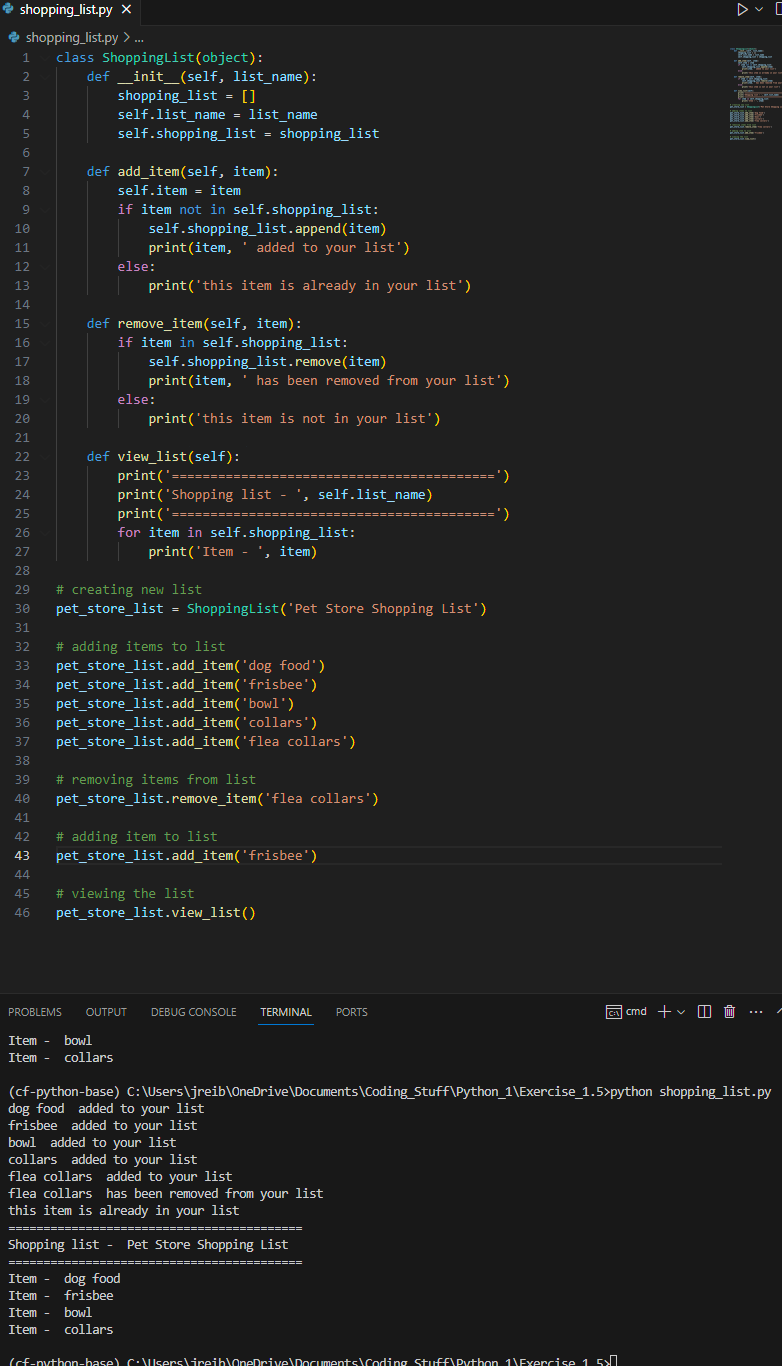 shopping_list.py
shopping_list.py > ...
1 class ShoppingList(object):
2     def __init__(self, list_name):
3         shopping_list = []
4         self.list_name = list_name
5         self.shopping_list = shopping_list
6
7     def add_item(self, item):
8         self.item = item
9         if item not in self.shopping_list:
10             self.shopping_list.append(item)
11             print(item, ' added to your list')
12         else:
13             print('this item is already in your list')
14
15     def remove_item(self, item):
16         if item in self.shopping_list:
17             self.shopping_list.remove(item)
18             print(item, ' has been removed from your list')
19         else:
20             print('this item is not in your list')
21
22     def view_list(self):
23         print('==========================================')
24         print('Shopping list - ', self.list_name)
25         print('==========================================')
26         for item in self.shopping_list:
27             print('Item - ', item)
28
29 # creating new list
30 pet_store_list = ShoppingList('Pet Store Shopping List')
31
32 # adding items to list
33 pet_store_list.add_item('dog food')
34 pet_store_list.add_item('frisbee')
35 pet_store_list.add_item('bowl')
36 pet_store_list.add_item('collars')
37 pet_store_list.add_item('flea collars')
38
39 # removing items from list
40 pet_store_list.remove_item('flea collars')
41
42 # adding item to list
43 pet_store_list.add_item('frisbee')
44
45 # viewing the list
46 pet_store_list.view_list()
PROBLEMS OUTPUT DEBUG CONSOLE TERMINAL PORTS cmd
Item -  bowl
Item -  collars
(cf-python-base) C:\Users\jreib\OneDrive\Documents\Coding_Stuff\Python_1\Exercise_1.5>python shopping_list.py
dog food  added to your list
frisbee  added to your list
bowl  added to your list
collars  added to your list
flea collars  added to your list
flea collars  has been removed from your list
this item is already in your list
==========================================
Shopping list -  Pet Store Shopping List
==========================================
Item -  dog food
Item -  frisbee
Item -  bowl
Item -  collars
(cf-python-base) C:\Users\jreib\OneDrive\Documents\Coding_Stuff\Python_1\Exercise_1.5>